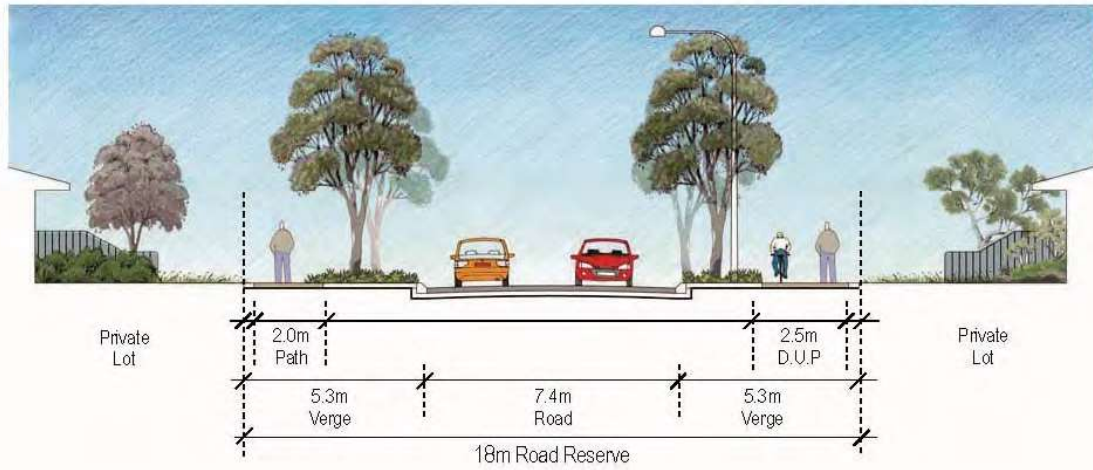 Private
Lot
2.0m
Path
2.5m
D.U.P
Private
Lot
5.3m
Verge
7.4m
Road
5.3m
Verge
18m Road Reserve